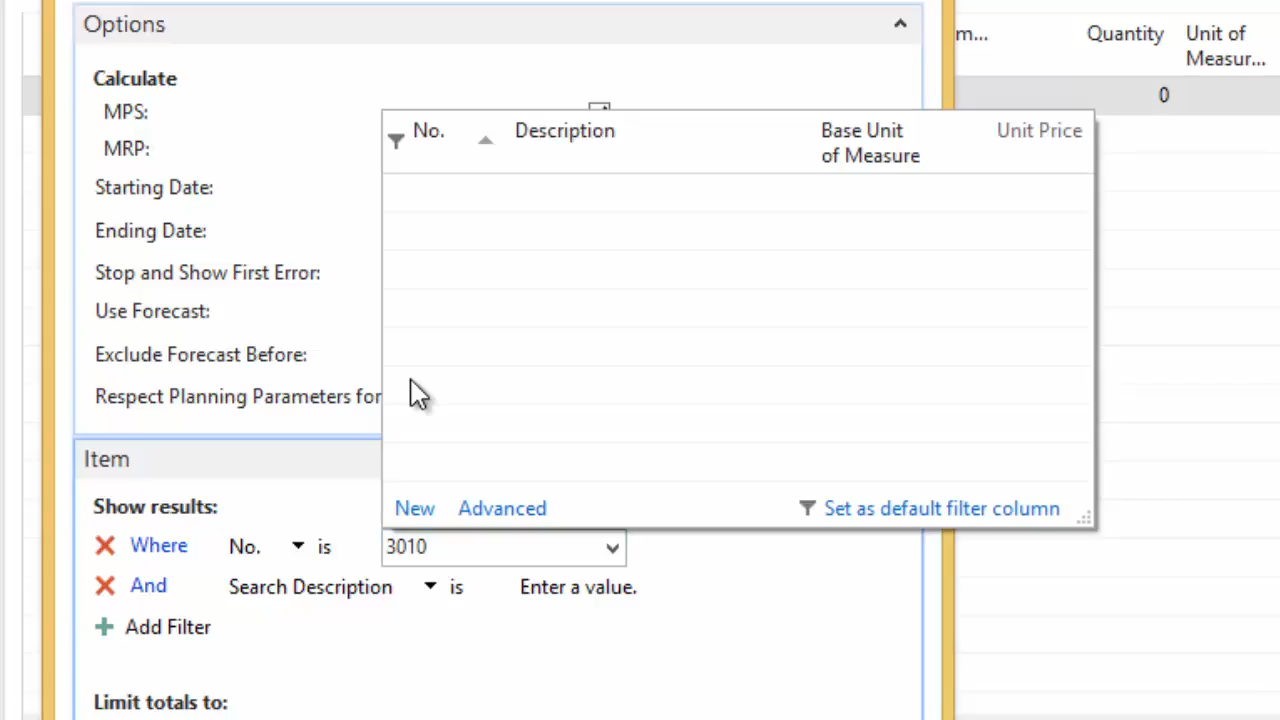 Options
m...
Quantity
Unit of
Measur...
Calculate
0
MPS:
No.
Description
Base Unit
of Measure
Unit Price
MRP:
Starting Date:
Ending Date:
Stop and Show First Error:
Use Forecast:
Exclude Forecast Before:
Respect Planning Parameters for
Item
Show results:
New
Advanced
Set as default filter column
Where
No.
is
3010
And
Search Description
is
Enter a value.
Add Filter
Limit totals to: